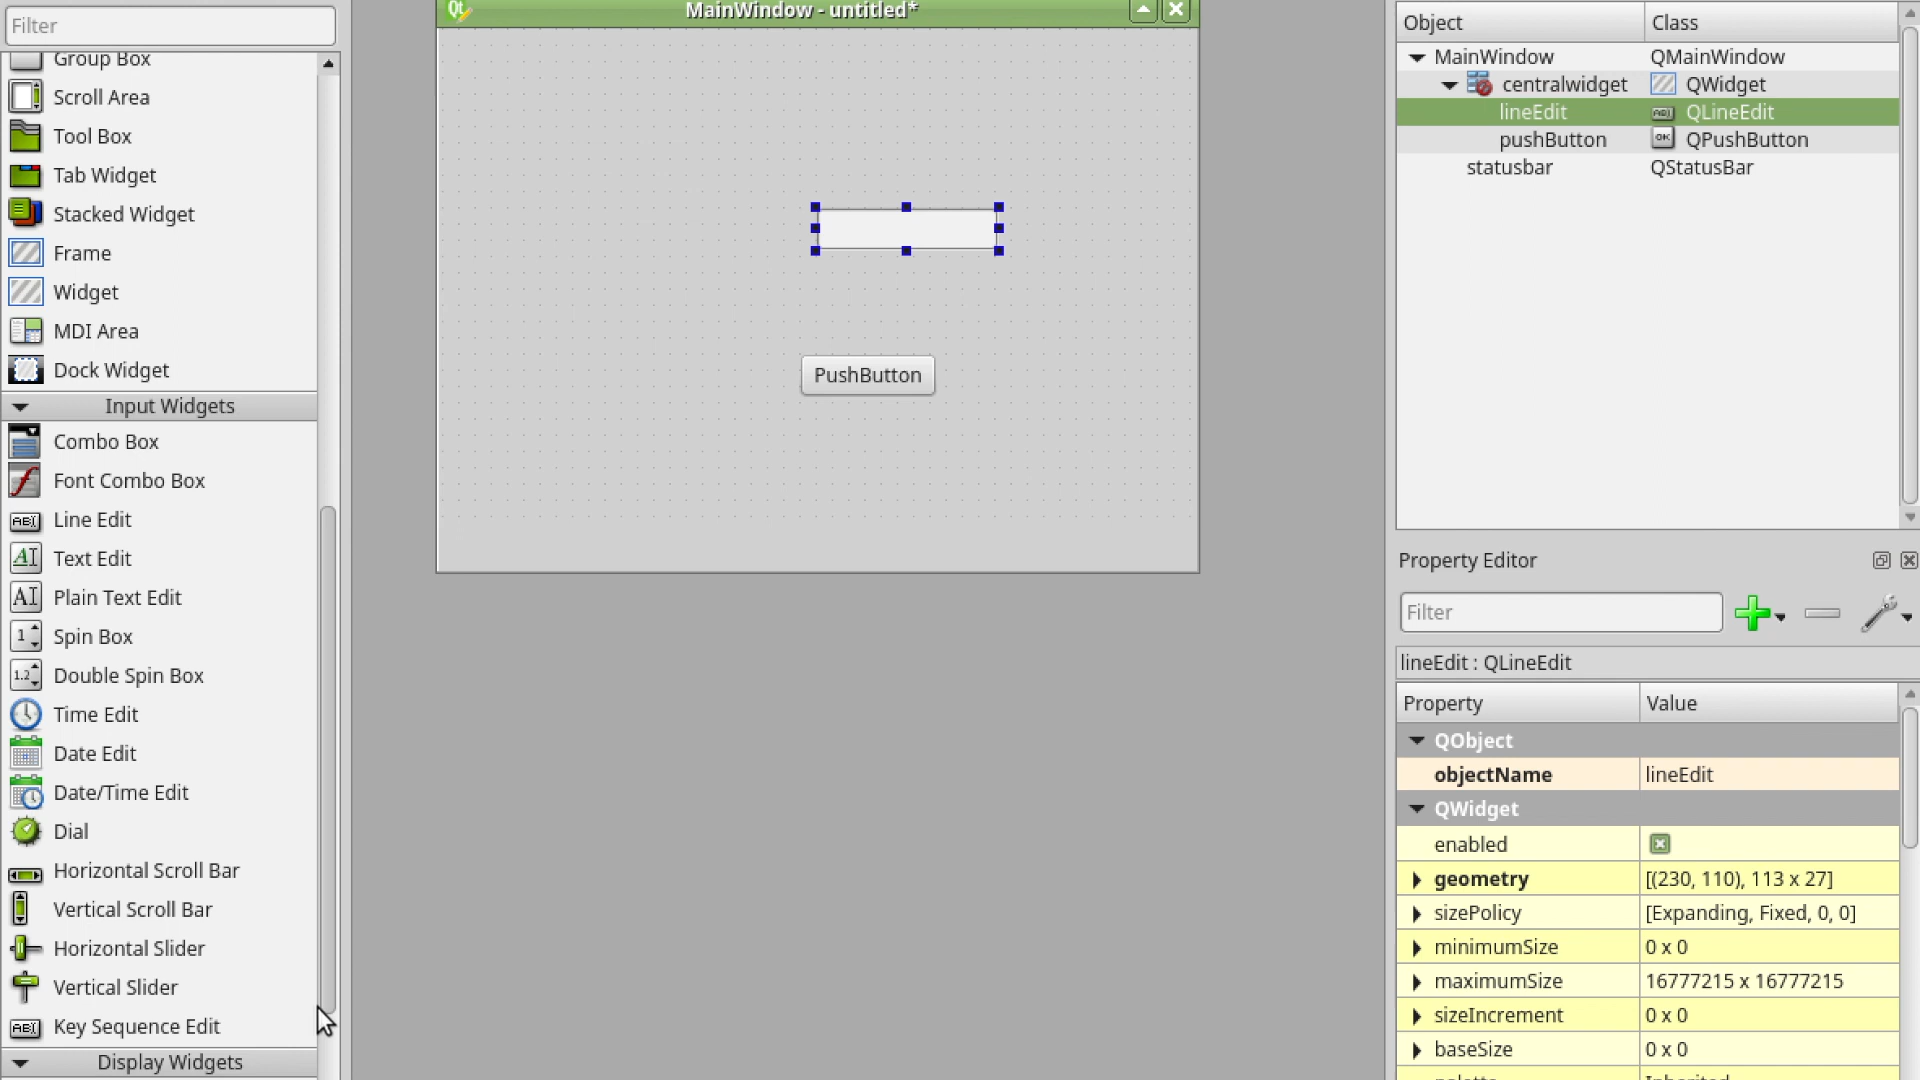 Filter
Group Box
Scroll Area
Tool Box
Tab Widget
Stacked Widget
Frame
Widget
MDI Area
Dock Widget
Input Widgets
Combo Box
Font Combo Box
Line Edit
Text Edit
Plain Text Edit
Spin Box
Double Spin Box
Time Edit
Date Edit
Date/Time Edit
Dial
Horizontal Scroll Bar
Vertical Scroll Bar
Horizontal Slider
Vertical Slider
Key Sequence Edit
Display Widgets
MainWindow - untitled*
PushButton
Object Class
MainWindow QMainWindow
centralwidget QWidget
lineEdit QLineEdit
pushButton QPushButton
statusbar QStatusBar
Property Editor
Filter
lineEdit : QLineEdit
Property Value
QObject
objectName lineEdit
QWidget
enabled
geometry [(230, 110), 113 x 27]
sizePolicy [Expanding, Fixed, 0, 0]
minimumSize 0 x 0
maximumSize 16777215 x 16777215
sizeIncrement 0 x 0
baseSize 0 x 0
palette Inherited